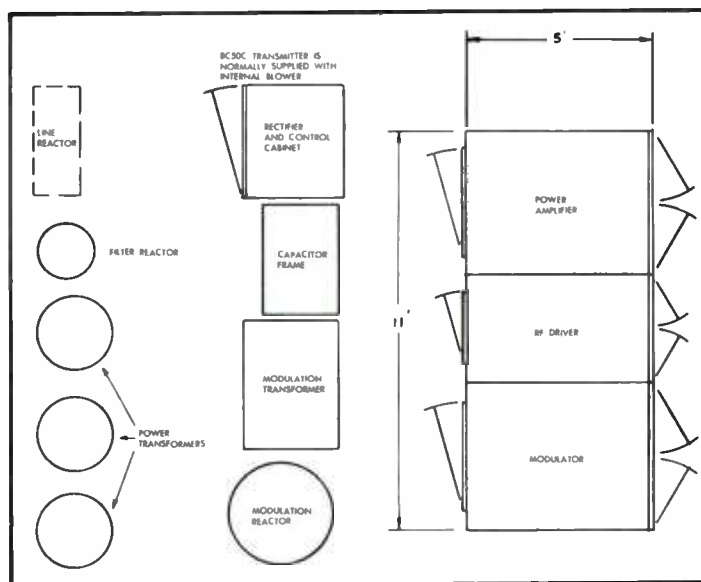 5'
BC50C TRANSMITTER IS
NORMALLY SUPPLIED WITH
INTERNAL BLOWER
LINE
REACTOR
RECTIFIER
AND CONTROL
CABINET
POWER
AMPLIFIER
FILTER REACTOR
CAPACITOR
FRAME
11'
RF DRIVER
MODULATION
TRANSFORMER
POWER
TRANSFORMERS
MODULATOR
MODULATION
REACTOR